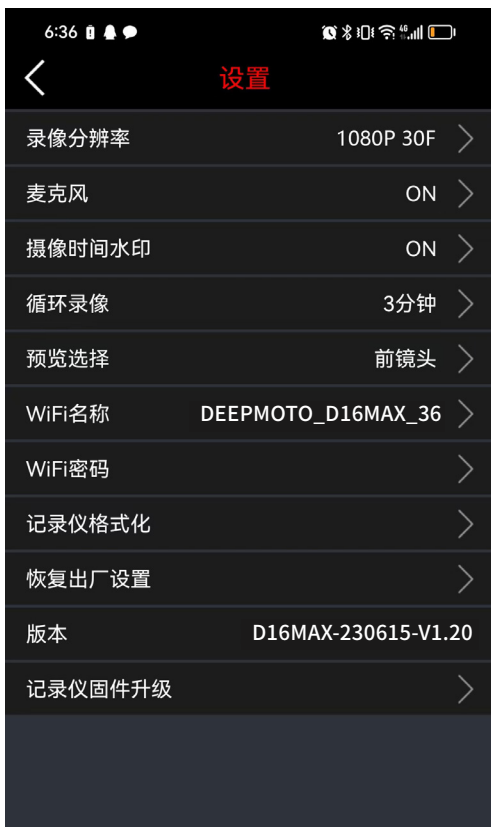 6:36
4G
设置
录像分辨率 1080P 30F
麦克风 ON
摄像时间水印 ON
循环录像 3分钟
预览选择 前镜头
WiFi名称 DEEPMOTO_D16MAX_36
WiFi密码
记录仪格式化
恢复出厂设置
版本 D16MAX-230615-V1.20
记录仪固件升级